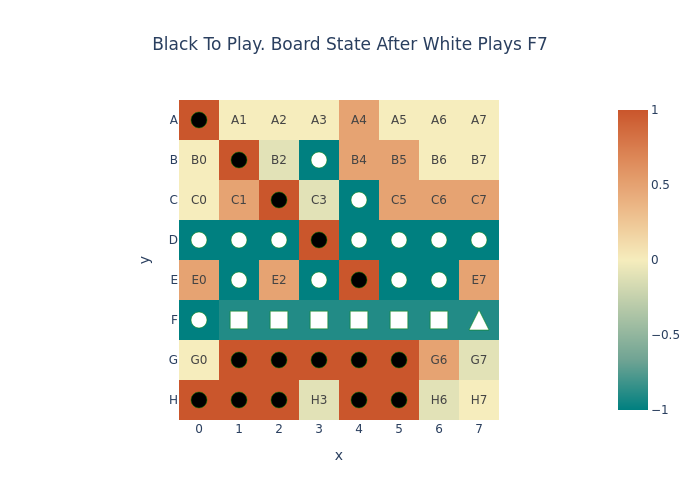 Black To Play. Board State After White Plays F7
A A1 A2 A3 A4 A5 A6 A7
B B0 B2 B4 B5 B6 B7
C C0 C1 C3 C5 C6 C7
D
E E0 E2 E7
F
G G0 G6 G7
H H3 H6 H7
0 1 2 3 4 5 6 7
x
y
1
0.5
0
−0.5
−1